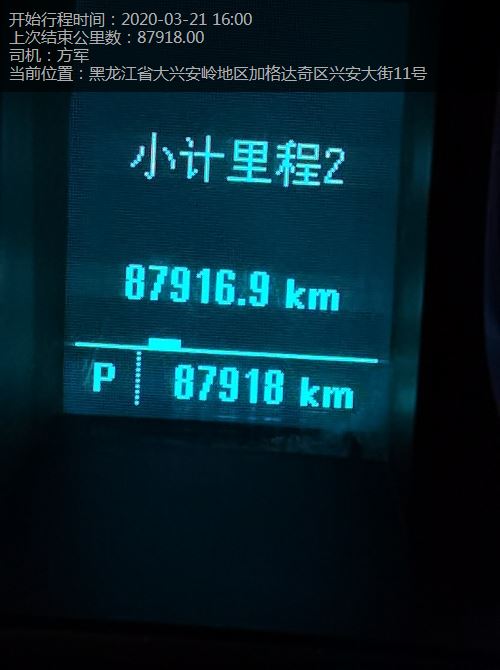 开始行程时间：2020-03-21 16:00
上次结束公里数：87918.00
司机：方军
当前位置：黑龙江省大兴安岭地区加格达奇区兴安大街11号
小计里程2
87916.9 km
P 87918 km